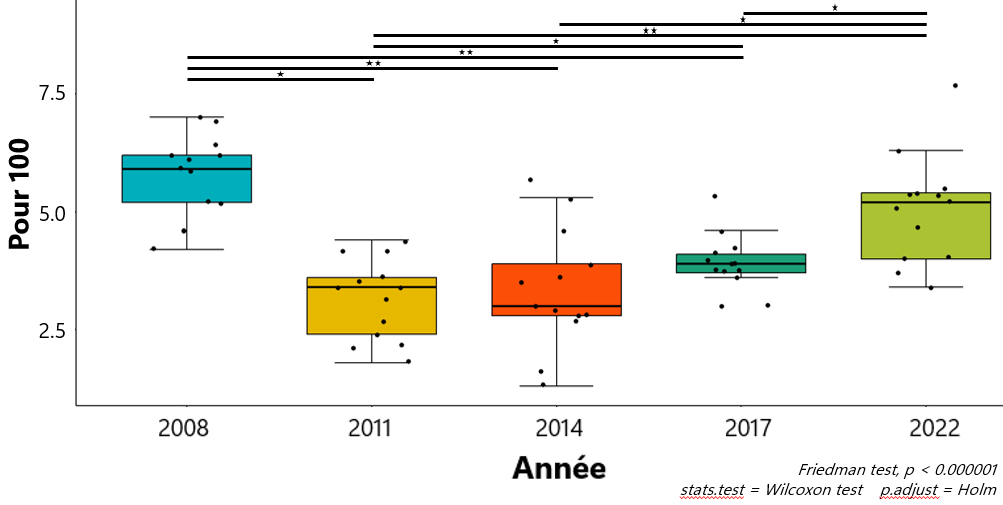 ★
★
★★
★
★★
★★
★
7.5
5.0
2.5
Pour 100
2008 2011 2014 2017 2022
Année
Friedman test, p < 0.000001
stats.test = Wilcoxon test p.adjust = Holm